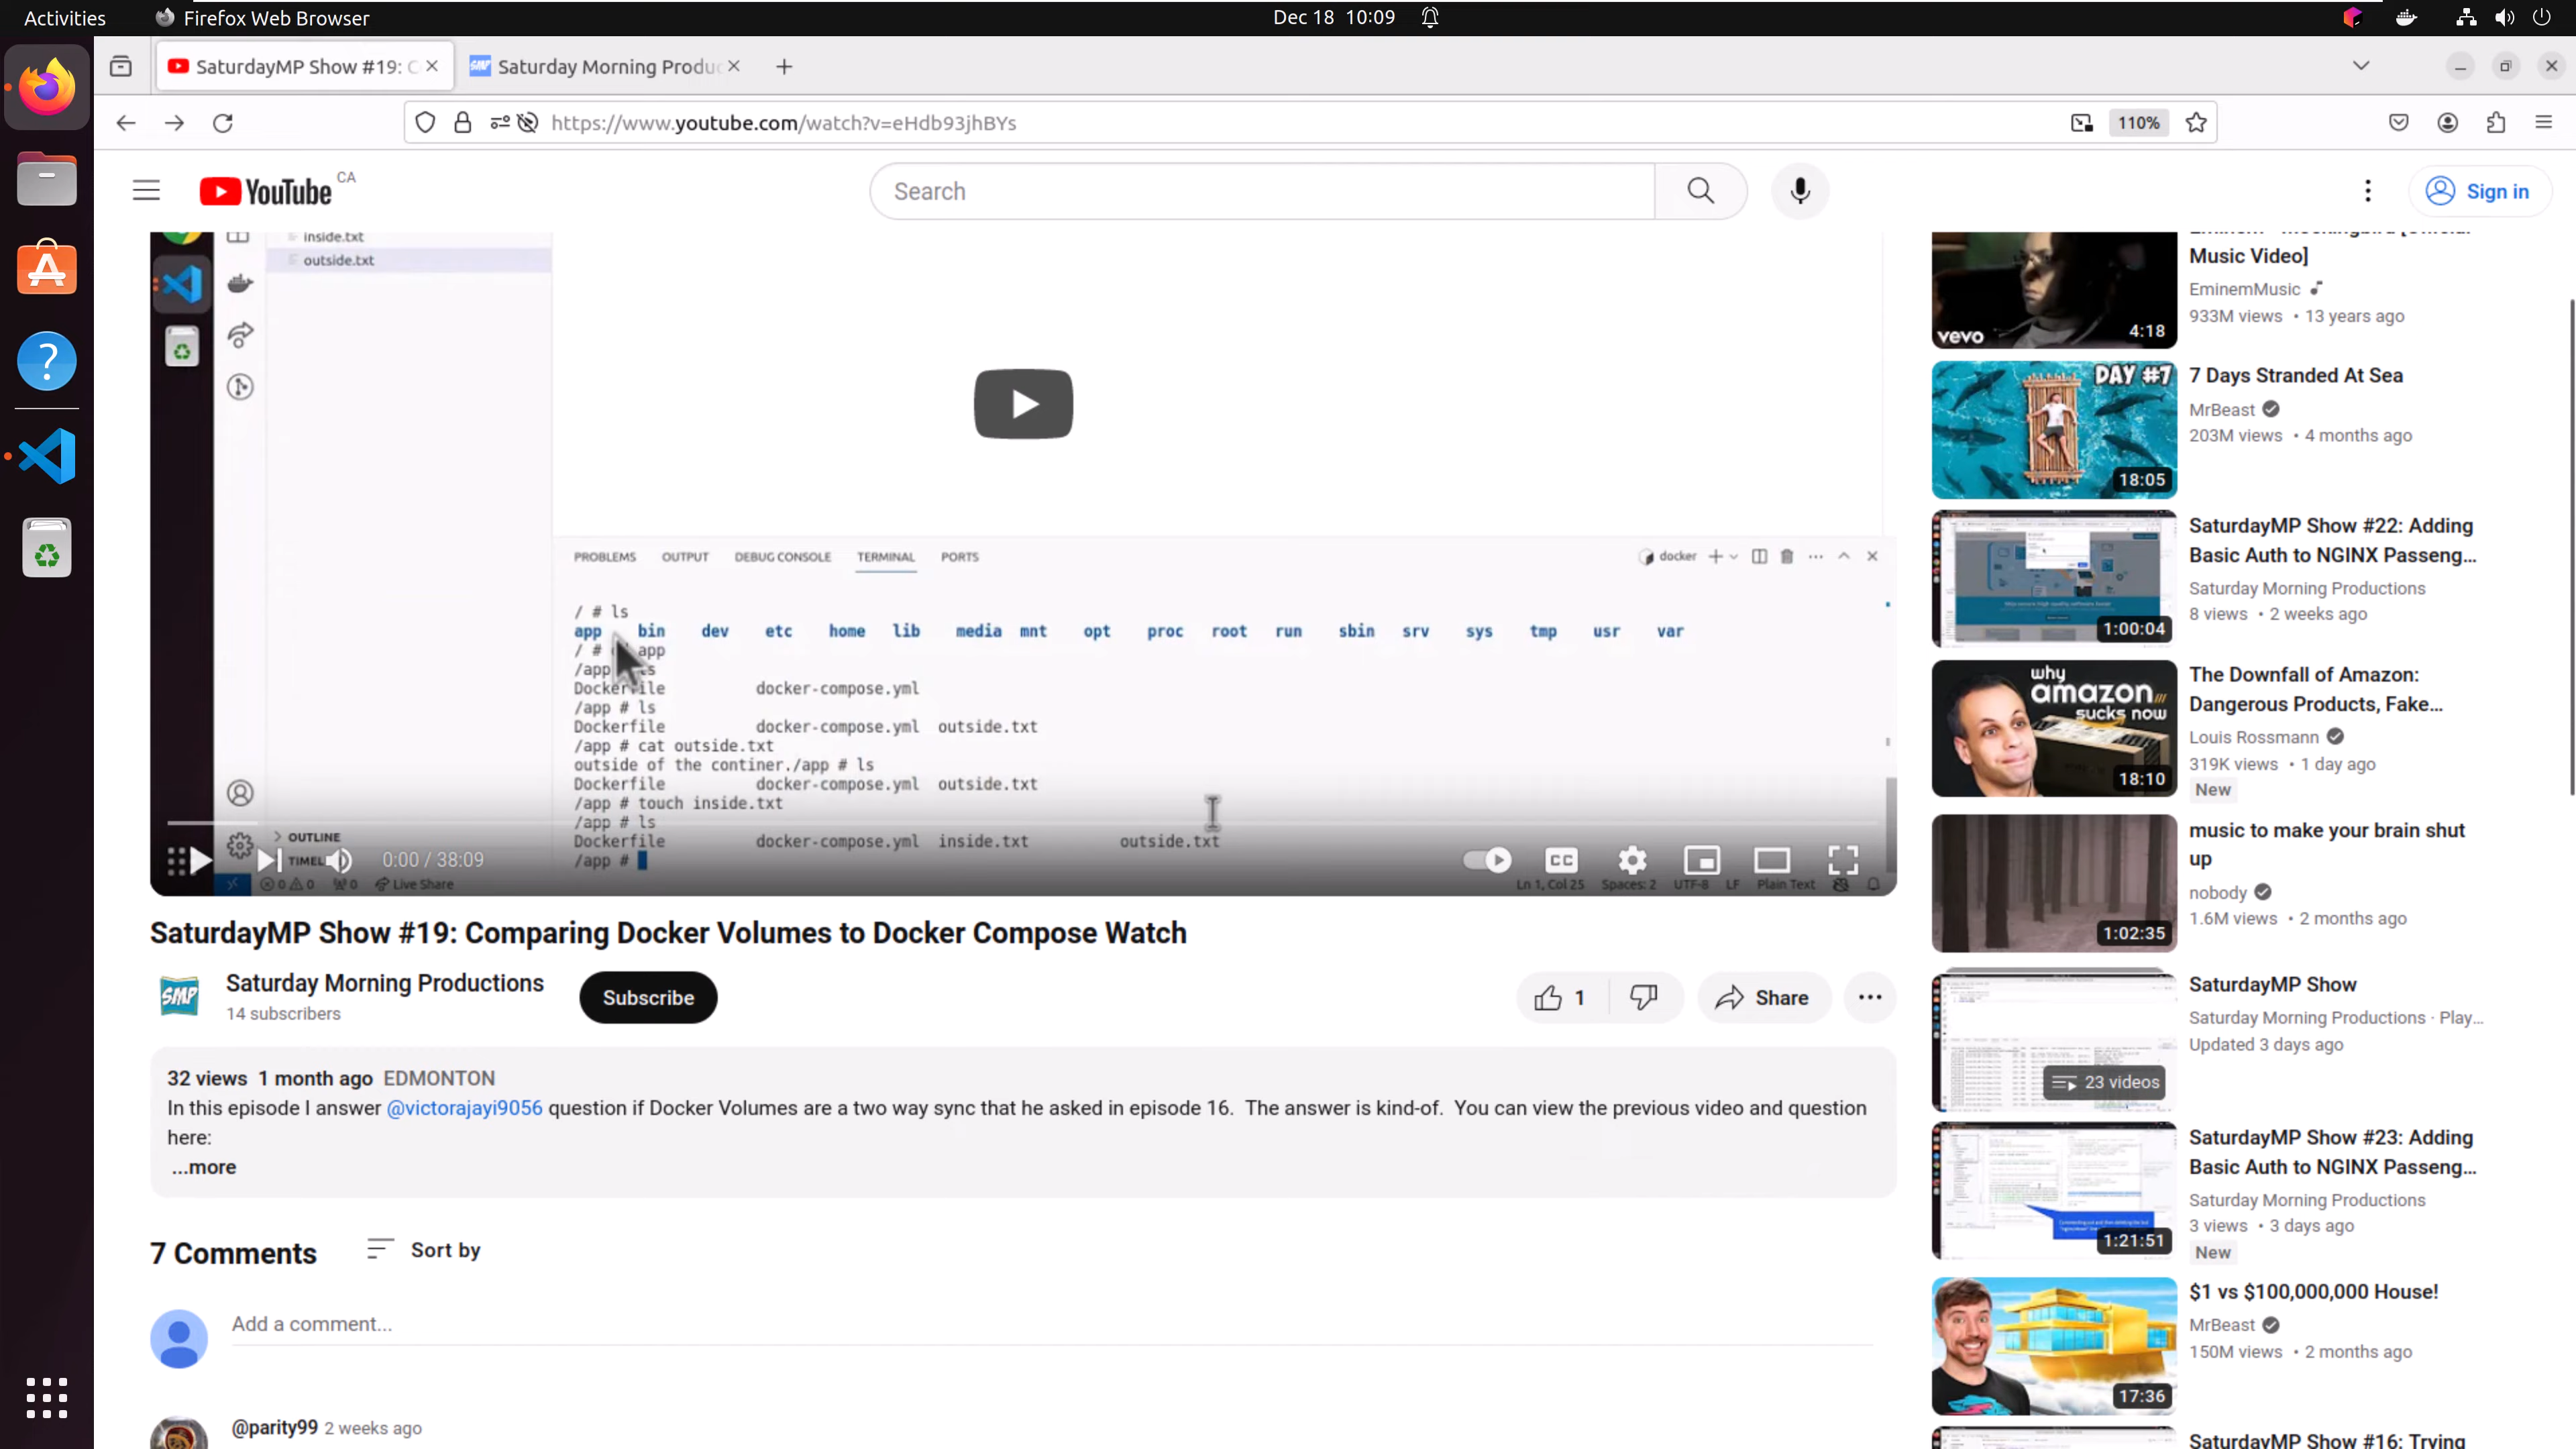 Activities
Firefox Web Browser
Dec 18 10:09
SaturdayMP Show #19: C
SMP Saturday Morning Produc
https://www.youtube.com/watch?v=eHdb93jhBYs
110%
YouTube CA
Search
Sign in
inside.txt
outside.txt
PROBLEMS OUTPUT DEBUG CONSOLE TERMINAL PORTS
docker
/ # ls
app bin dev etc home lib media mnt opt proc root run sbin srv sys tmp usr var
/ # app
/app
Dockerfile docker-compose.yml
/app # ls
Dockerfile docker-compose.yml outside.txt
/app # cat outside.txt
outside of the continer./app # ls
Dockerfile docker-compose.yml outside.txt
/app # touch inside.txt
/app # ls
Dockerfile docker-compose.yml inside.txt outside.txt
/app #
OUTLINE
TIMEL
0:00 / 38:09
CC
0 0 0 Live Share
Ln 1, Col 25 Spaces: 2 UTF-8 LF Plain Text
SaturdayMP Show #19: Comparing Docker Volumes to Docker Compose Watch
SMP
Saturday Morning Productions
14 subscribers
Subscribe
1
Share
32 views 1 month ago EDMONTON
In this episode I answer @victorajayi9056 question if Docker Volumes are a two way sync that he asked in episode 16. The answer is kind-of. You can view the previous video and question
here:
...more
7 Comments
Sort by
Add a comment...
@parity99 2 weeks ago
Music Video]
EminemMusic
933M views • 13 years ago
vevo
4:18
DAY #7
18:05
7 Days Stranded At Sea
MrBeast
203M views • 4 months ago
1:00:04
SaturdayMP Show #22: Adding
Basic Auth to NGINX Passeng...
Saturday Morning Productions
8 views • 2 weeks ago
why
amazon
sucks now
18:10
The Downfall of Amazon:
Dangerous Products, Fake...
Louis Rossmann
319K views • 1 day ago
New
1:02:35
music to make your brain shut
up
nobody
1.6M views • 2 months ago
23 videos
SaturdayMP Show
Saturday Morning Productions · Play...
Updated 3 days ago
1:21:51
SaturdayMP Show #23: Adding
Basic Auth to NGINX Passeng...
Saturday Morning Productions
3 views • 3 days ago
New
17:36
$1 vs $100,000,000 House!
MrBeast
150M views • 2 months ago
SaturdayMP Show #16: Trying